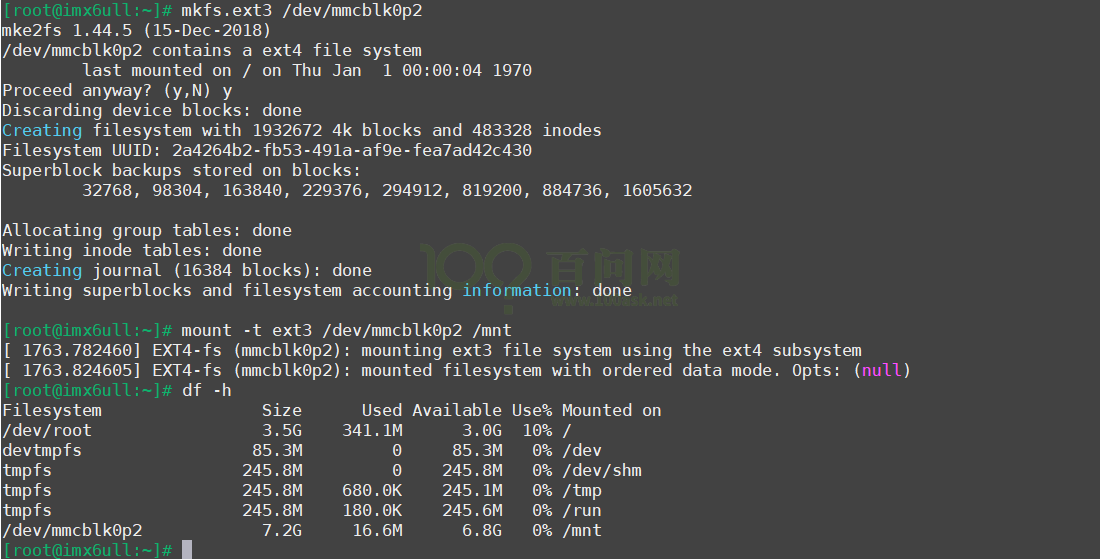 [root@imx6ull:~]# mkfs.ext3 /dev/mmcblk0p2
mke2fs 1.44.5 (15-Dec-2018)
/dev/mmcblk0p2 contains a ext4 file system
        last mounted on / on Thu Jan  1 00:00:04 1970
Proceed anyway? (y,N) y
Discarding device blocks: done
Creating filesystem with 1932672 4k blocks and 483328 inodes
Filesystem UUID: 2a4264b2-fb53-491a-af9e-fea7ad42c430
Superblock backups stored on blocks:
        32768, 98304, 163840, 229376, 294912, 819200, 884736, 1605632

Allocating group tables: done
Writing inode tables: done
Creating journal (16384 blocks): done
Writing superblocks and filesystem accounting information: done
100 百问网
www.100ask.net

[root@imx6ull:~]# mount -t ext3 /dev/mmcblk0p2 /mnt
[ 1763.782460] EXT4-fs (mmcblk0p2): mounting ext3 file system using the ext4 subsystem
[ 1763.824605] EXT4-fs (mmcblk0p2): mounted filesystem with ordered data mode. Opts: (null)
[root@imx6ull:~]# df -h
Filesystem                Size      Used Available Use% Mounted on
/dev/root                 3.5G    341.1M      3.0G  10% /
devtmpfs                 85.3M         0     85.3M   0% /dev
tmpfs                   245.8M         0    245.8M   0% /dev/shm
tmpfs                   245.8M    680.0K    245.1M   0% /tmp
tmpfs                   245.8M    180.0K    245.6M   0% /run
/dev/mmcblk0p2            7.2G     16.6M      6.8G   0% /mnt
[root@imx6ull:~]#